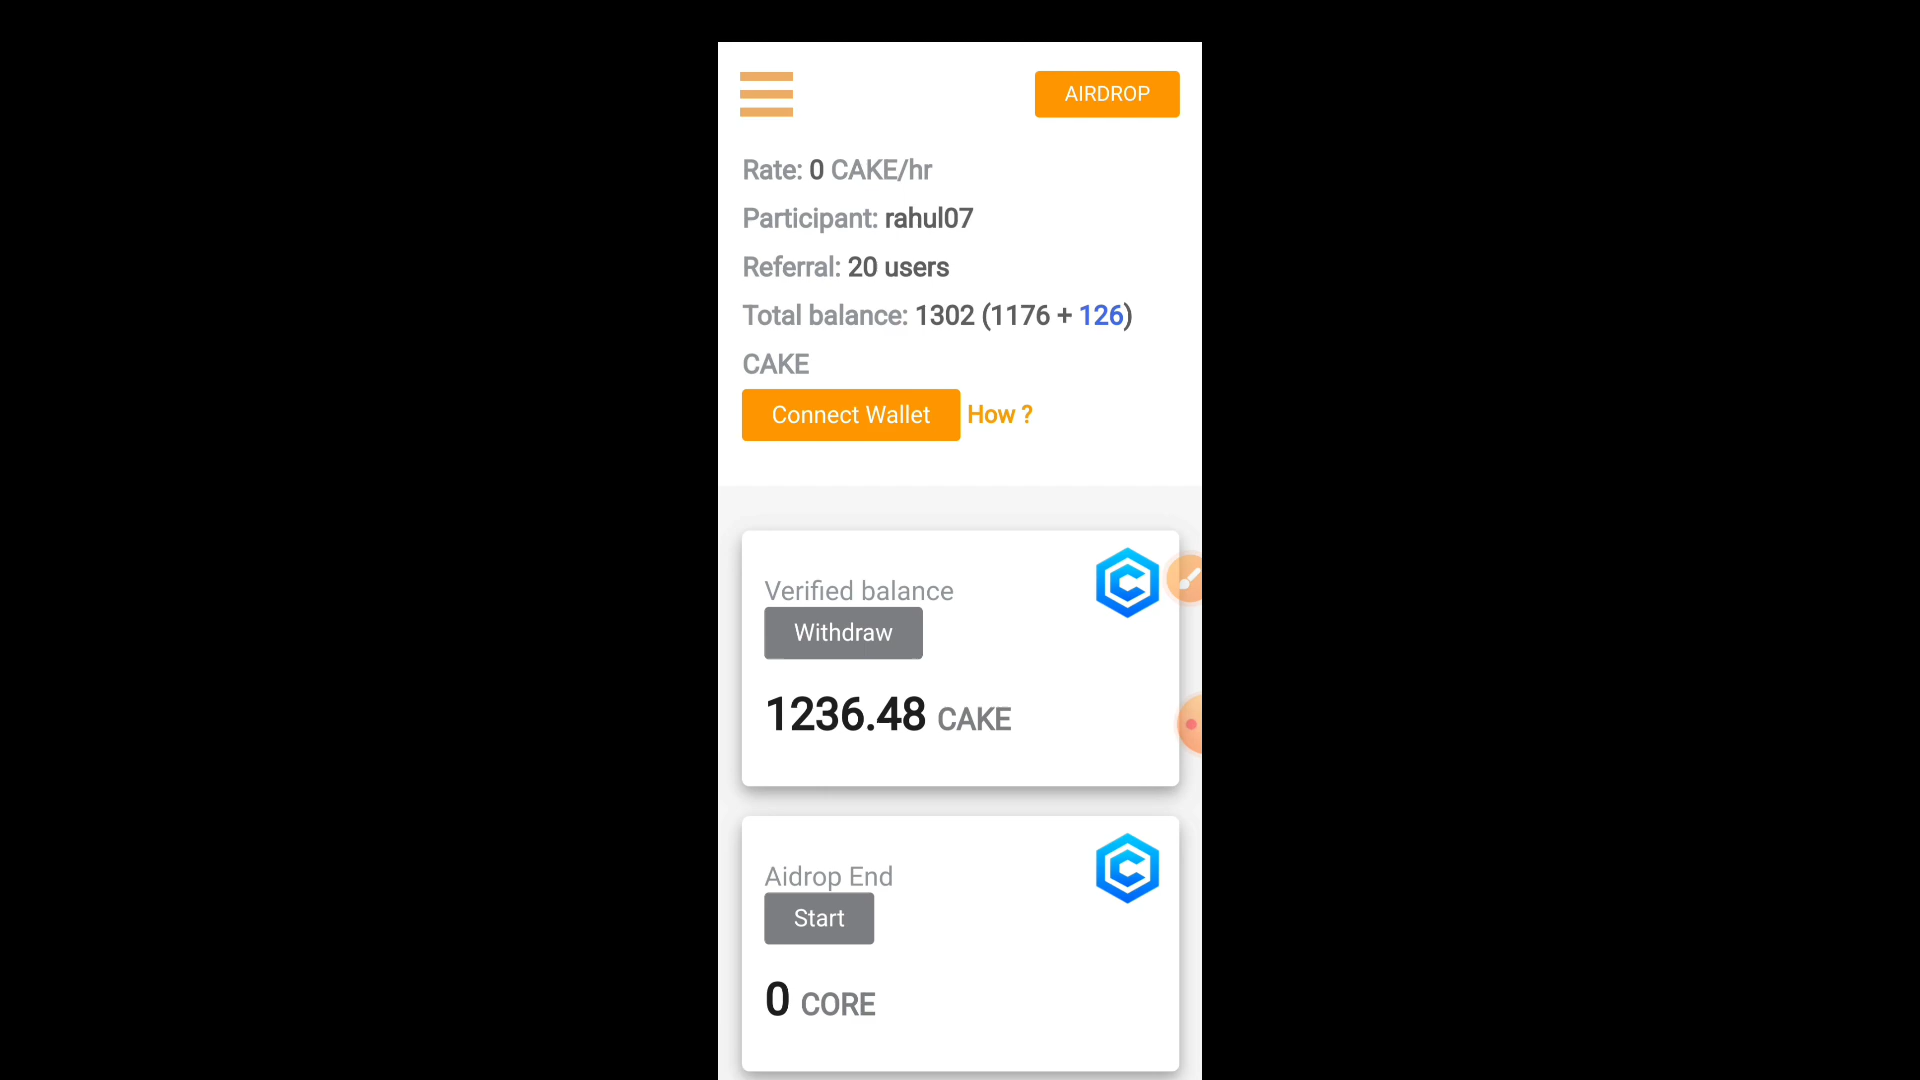 AIRDROP
Rate: 0 CAKE/hr
Participant: rahul07
Referral: 20 users
Total balance: 1302 (1176 + 126)
CAKE
Connect Wallet How ?
Verified balance
Withdraw
1236.48 CAKE
Aidrop End
Start
0 CORE